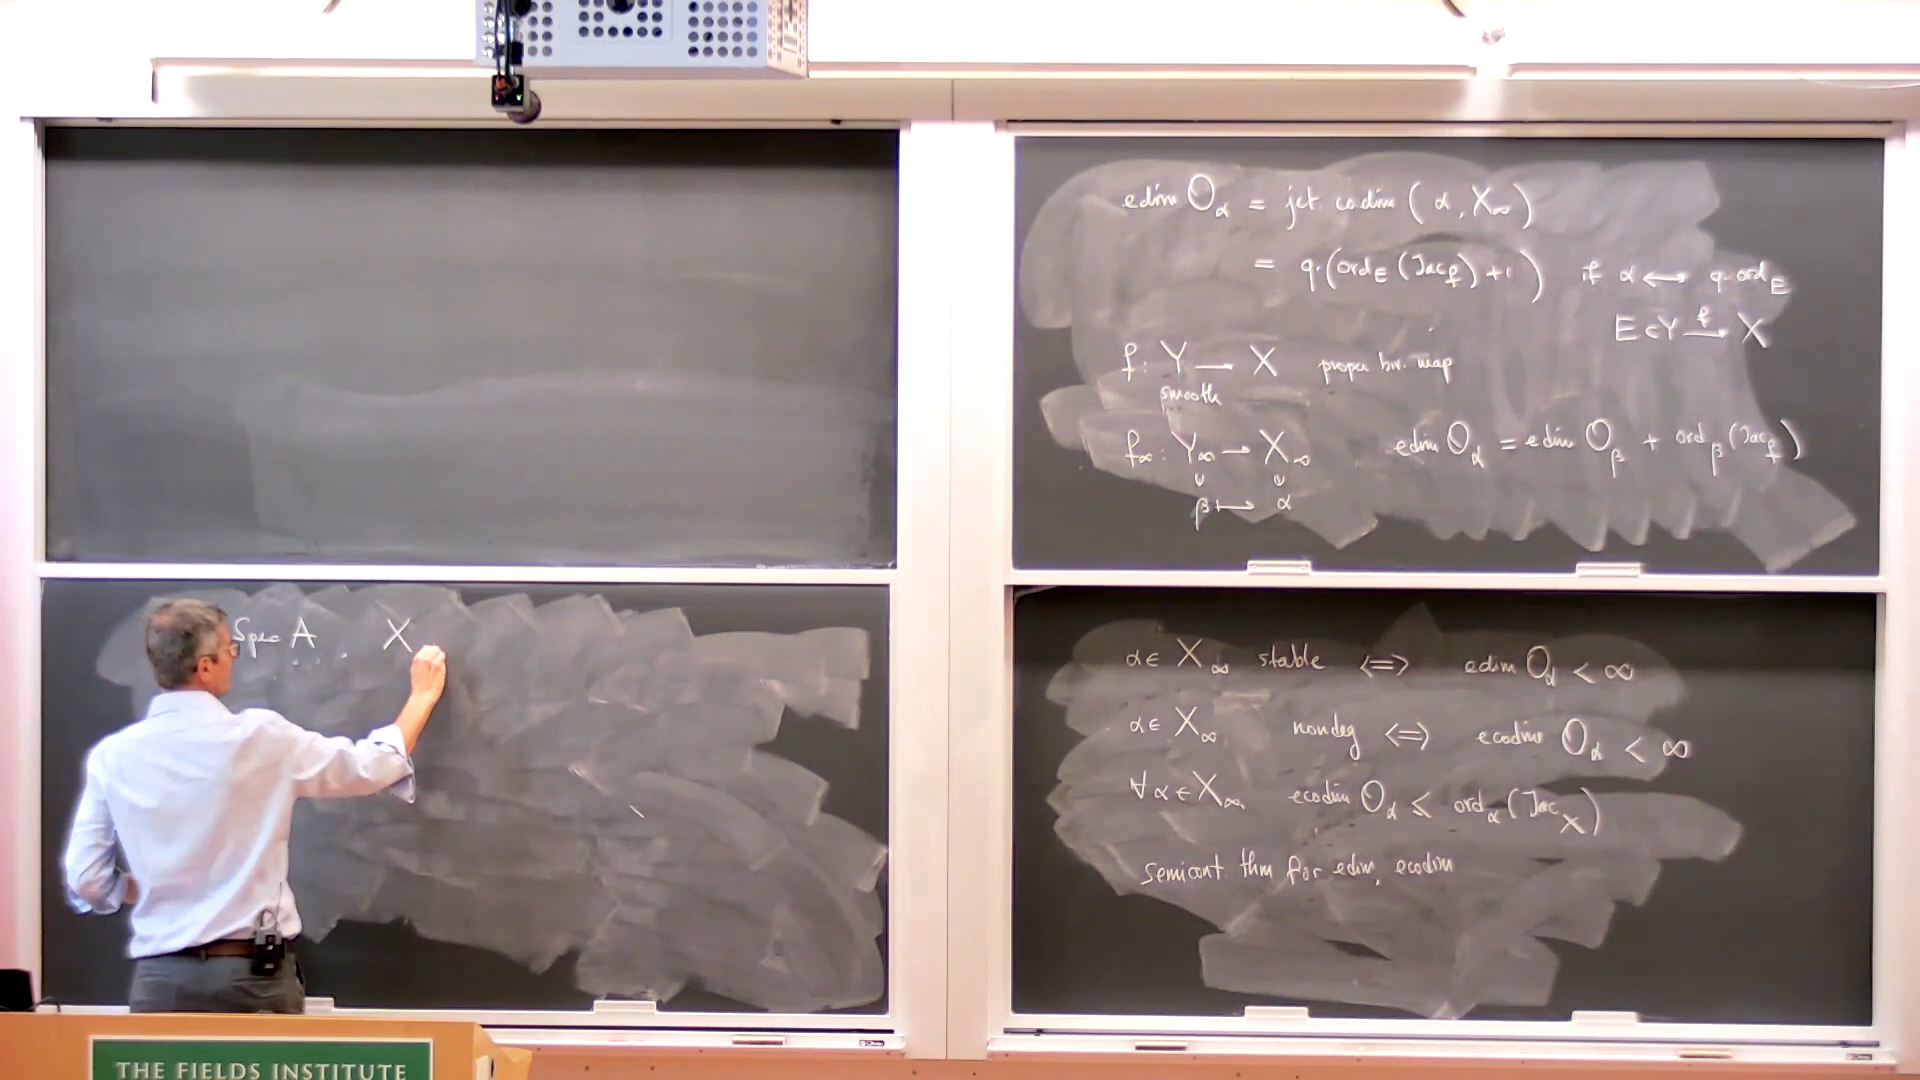 Spec A ... X
edim O_α = jet. codim (α, X_∞)
= q.(ord_E (Jac_f) + 1) if α ↔ q. ord_E
E ⊂ Y →^f X
f: Y → X proper bir. map
smooth
f_∞: Y_∞ → X_∞ edim O_α = edim O_β + ord_β (Jac_f)
β ↦ α
α ∈ X_∞ stable ⟺ edim O_α < ∞
α ∈ X_∞ nondeg ⟺ ecodim O_α < ∞
∀ α ∈ X_∞ ecodim O_α ≤ ord_α (Jac_X)
Semicont. thm for edim, ecodim
THE FIELDS INSTITUTE